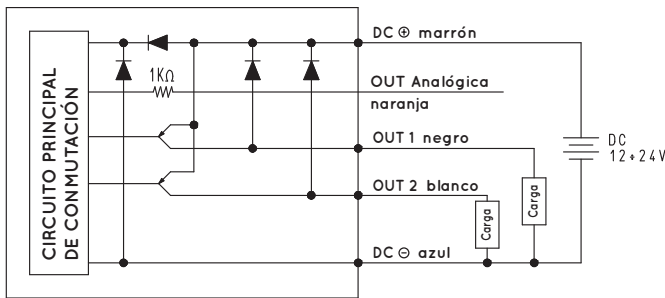 CIRCUITO PRINCIPAL
DE CONMUTACIÓN
1KΩ
DC ⊕ marrón
OUT Analógica
naranja
OUT 1 negro
OUT 2 blanco
DC ⊖ azul
Carga
Carga
DC
12÷24V